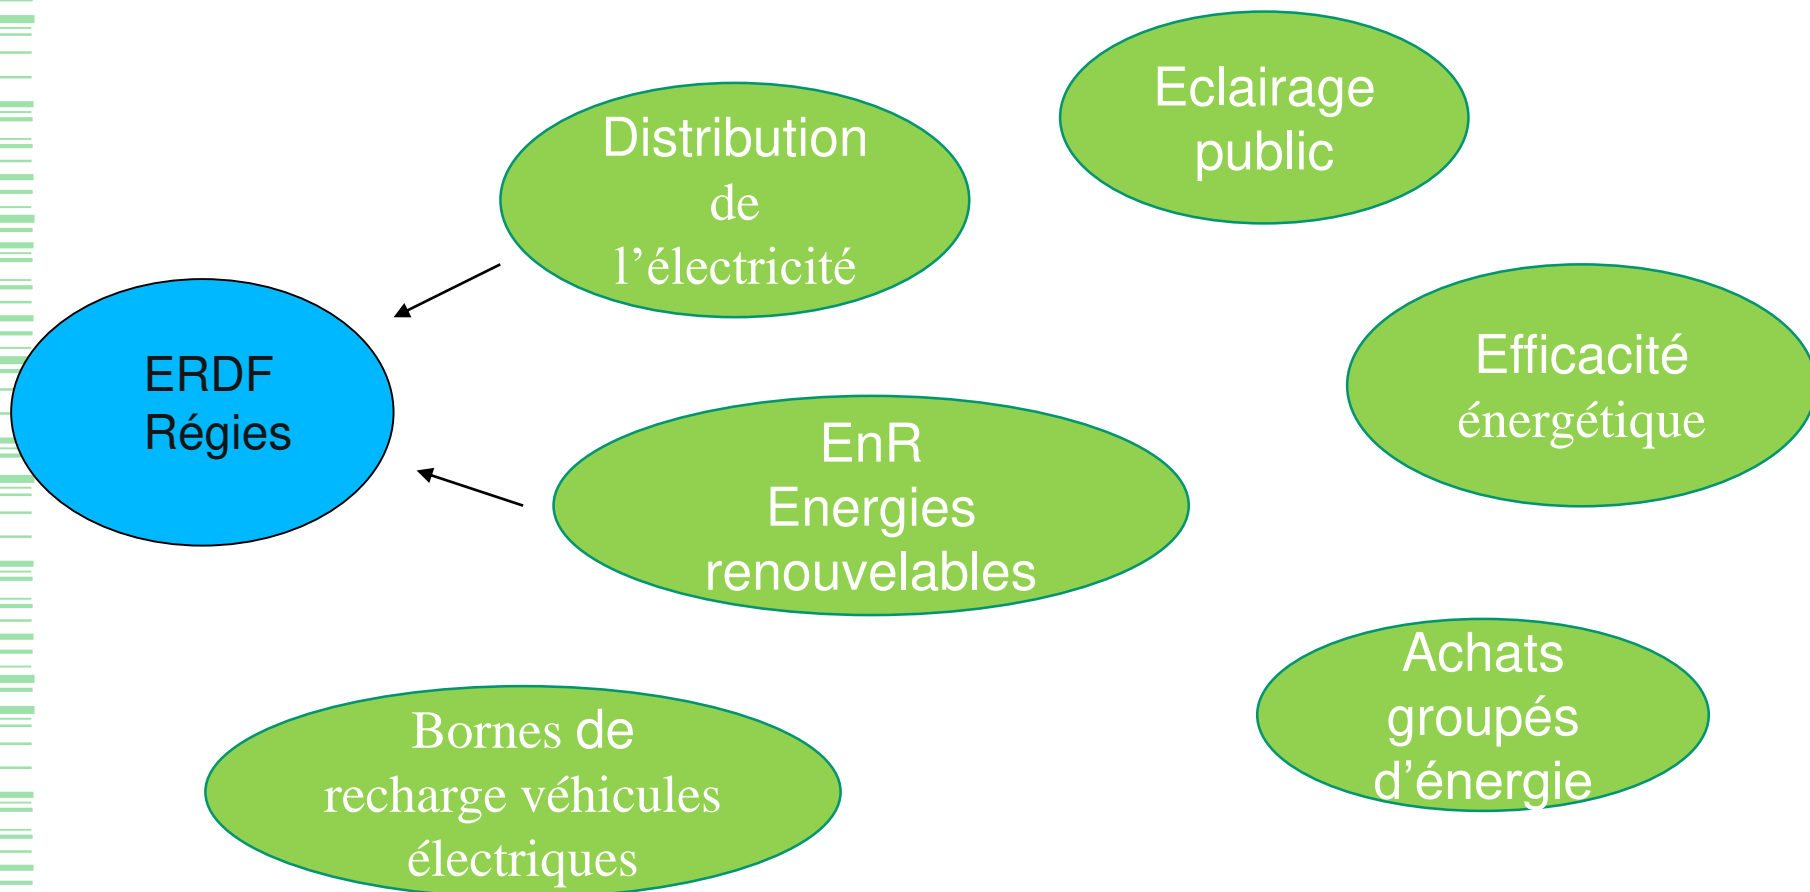 Eclairage
public
Distribution
de
l’électricité
ERDF
Régies
Efficacité
énergétique
EnR
Energies
renouvelables
Achats
groupés
d’énergie
Bornes de
recharge véhicules
électriques